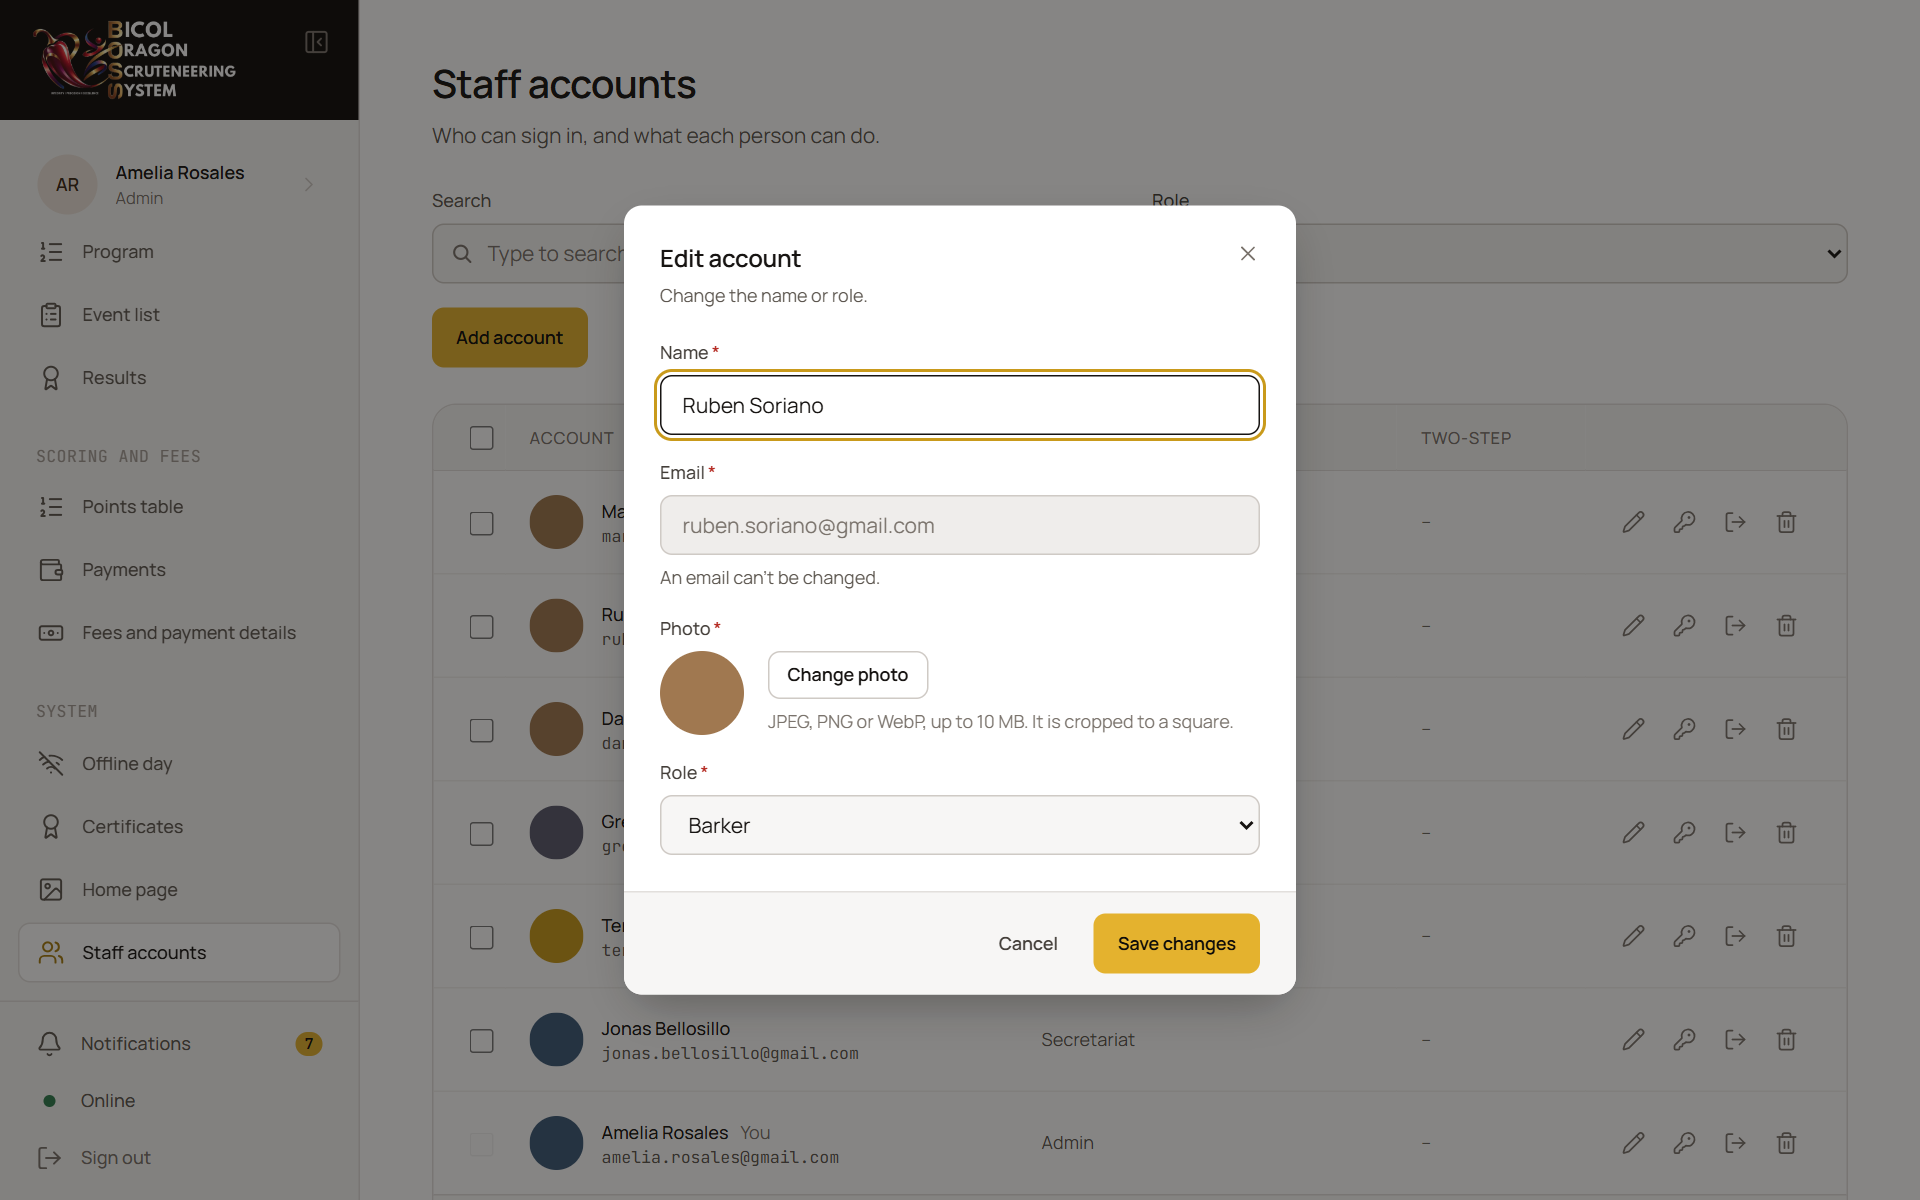 BICOL
DRAGON
SCRUTENEERING
SYSTEM
AR
Amelia Rosales
Admin
Program
Event list
Results
SCORING AND FEES
Points table
Payments
Fees and payment details
SYSTEM
Offline day
Certificates
Home page
Staff accounts
Notifications
7
Online
Sign out
Staff accounts
Who can sign in, and what each person can do.
Search
Role
Type to search
Add account
ACCOUNT
TWO-STEP
–
–
–
–
–
Jonas Bellosillo
jonas.bellosillo@gmail.com
Secretariat
–
Amelia Rosales You
amelia.rosales@gmail.com
Admin
–
Edit account
Change the name or role.
Name *
Ruben Soriano
Email *
ruben.soriano@gmail.com
An email can't be changed.
Photo *
Change photo
JPEG, PNG or WebP, up to 10 MB. It is cropped to a square.
Role *
Barker
Cancel
Save changes